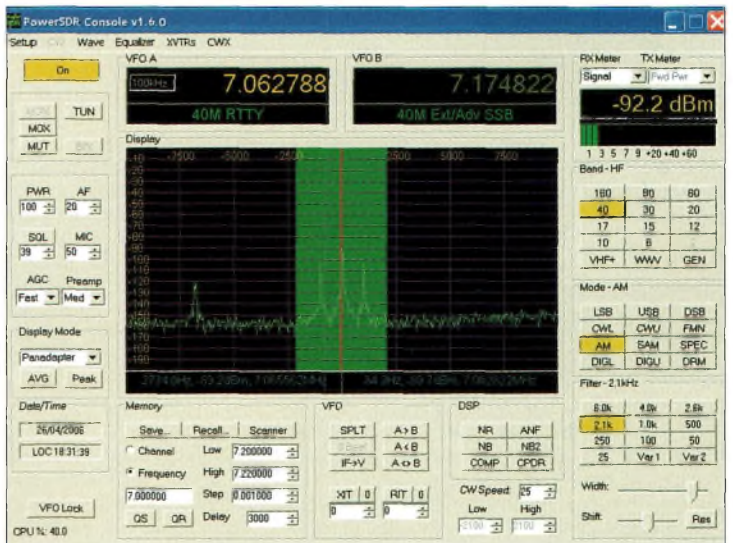 PowerSDR Console v1.6.0
Setup CW Wave Equalizer XVTRs CWX
On
MON TUN
MOX
MUT BIN
PWR AF
100 20
SQL MIC
39 50
AGC Preamp
Fast Med
Display Mode
Panadapter
AVG Peak
Date/Time
26/04/2006
LOC 18:31:39
VFO Lock
CPU %: 40.0
VFO A
100kHz 7.062788
40M RTTY
VFO B
7.174822
40M Ext/Adv SSB
Display
-7500 -5000 -2500 2500 5000 7500
Memory
Save... Recall... Scanner
Channel Low 7.200000
Frequency High 7.220000
7.000000 Step 0.001000
QS QR Delay 3000
VFO
SPLT A > B
A < B
IF->V A <> B
XIT 0 RIT 0
0 0
DSP
NR ANF
NB NB2
COMP CPDR
CW Speed: 25
Low High
-2100 2100
RX Meter TX Meter
Signal Fwd Pwr
-92.2 dBm
1 3 5 7 9 +20 +40 +60
Band - HF
160 80 60
40 30 20
17 15 12
10 6
VHF+ WWV GEN
Mode - AM
LSB USB DSB
CWL CWU FMN
AM SAM SPEC
DIGL DIGU DRM
Filter - 2.1kHz
6.0k 4.0k 2.6k
2.1k 1.0k 500
250 100 50
25 Var 1 Var 2
Width:
Shift: Res